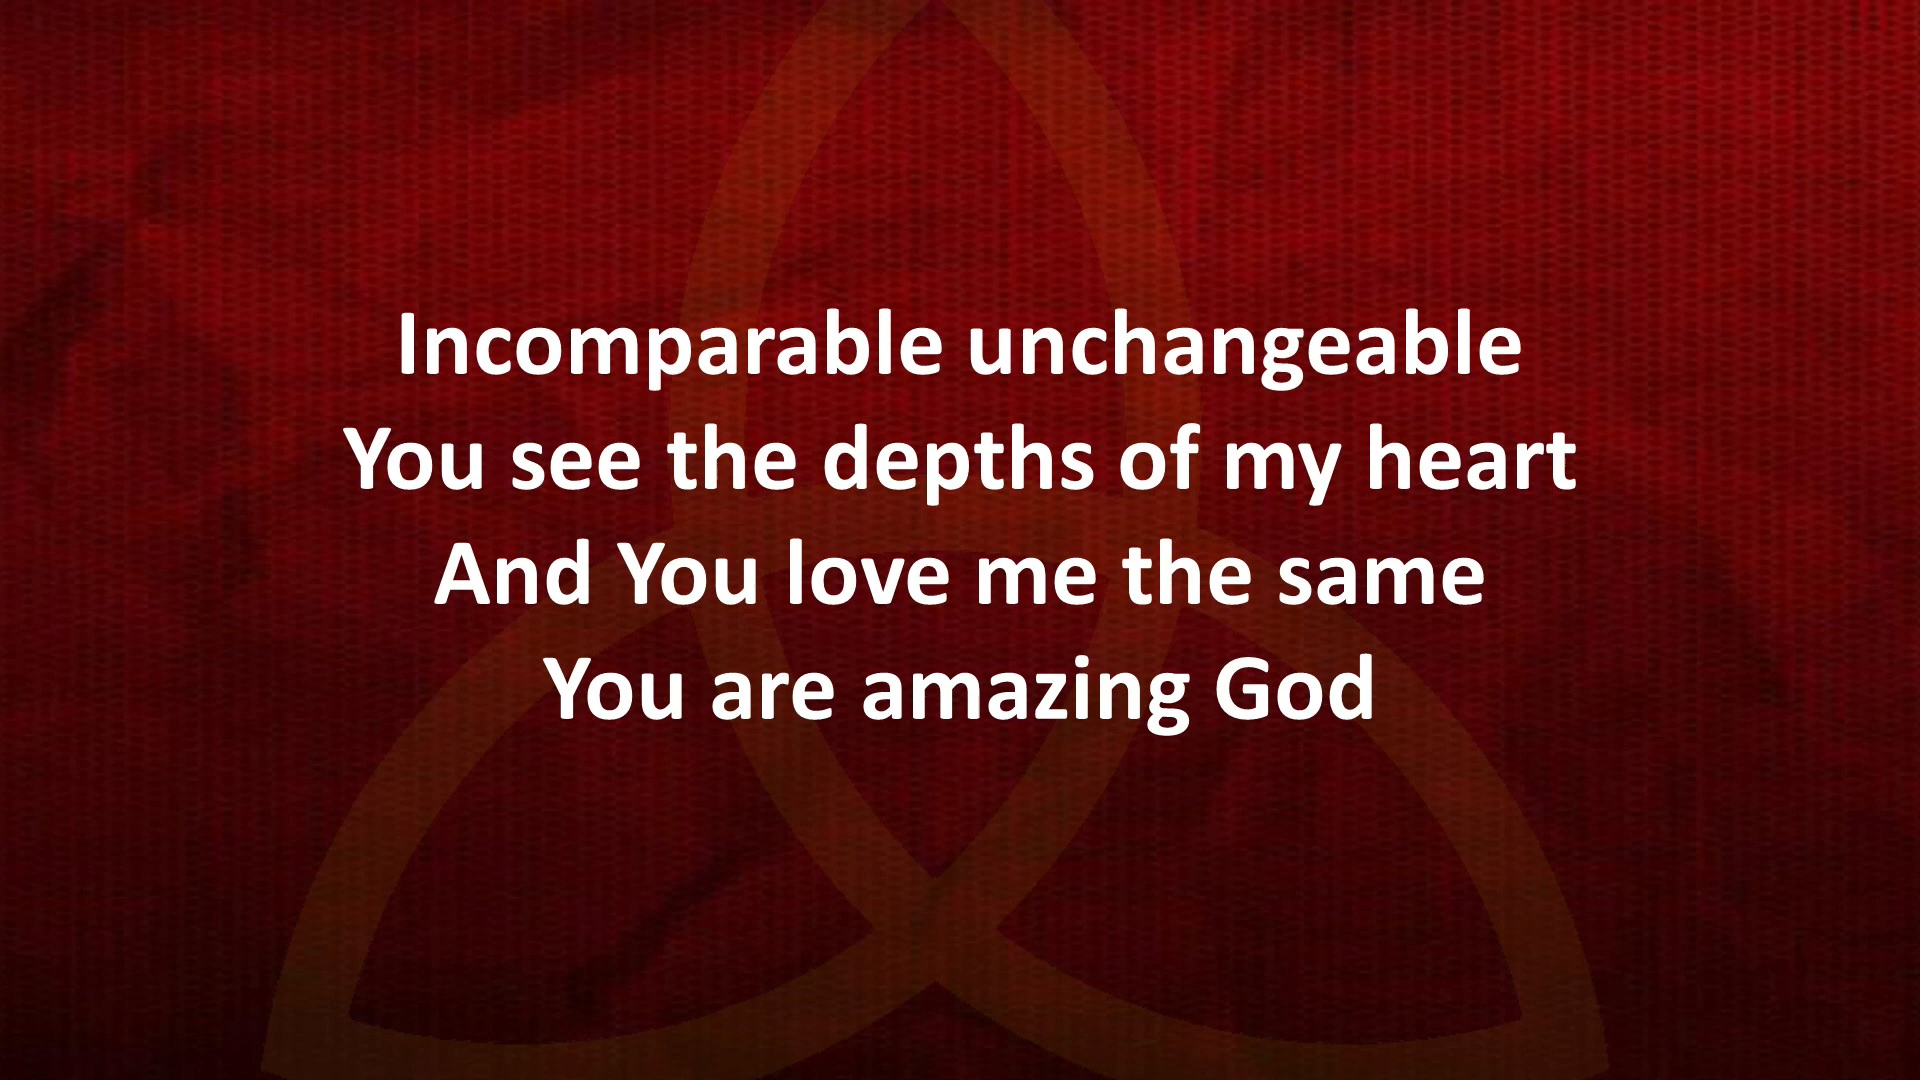 Incomparable unchangeable
You see the depths of my heart
And You love me the same
You are amazing God